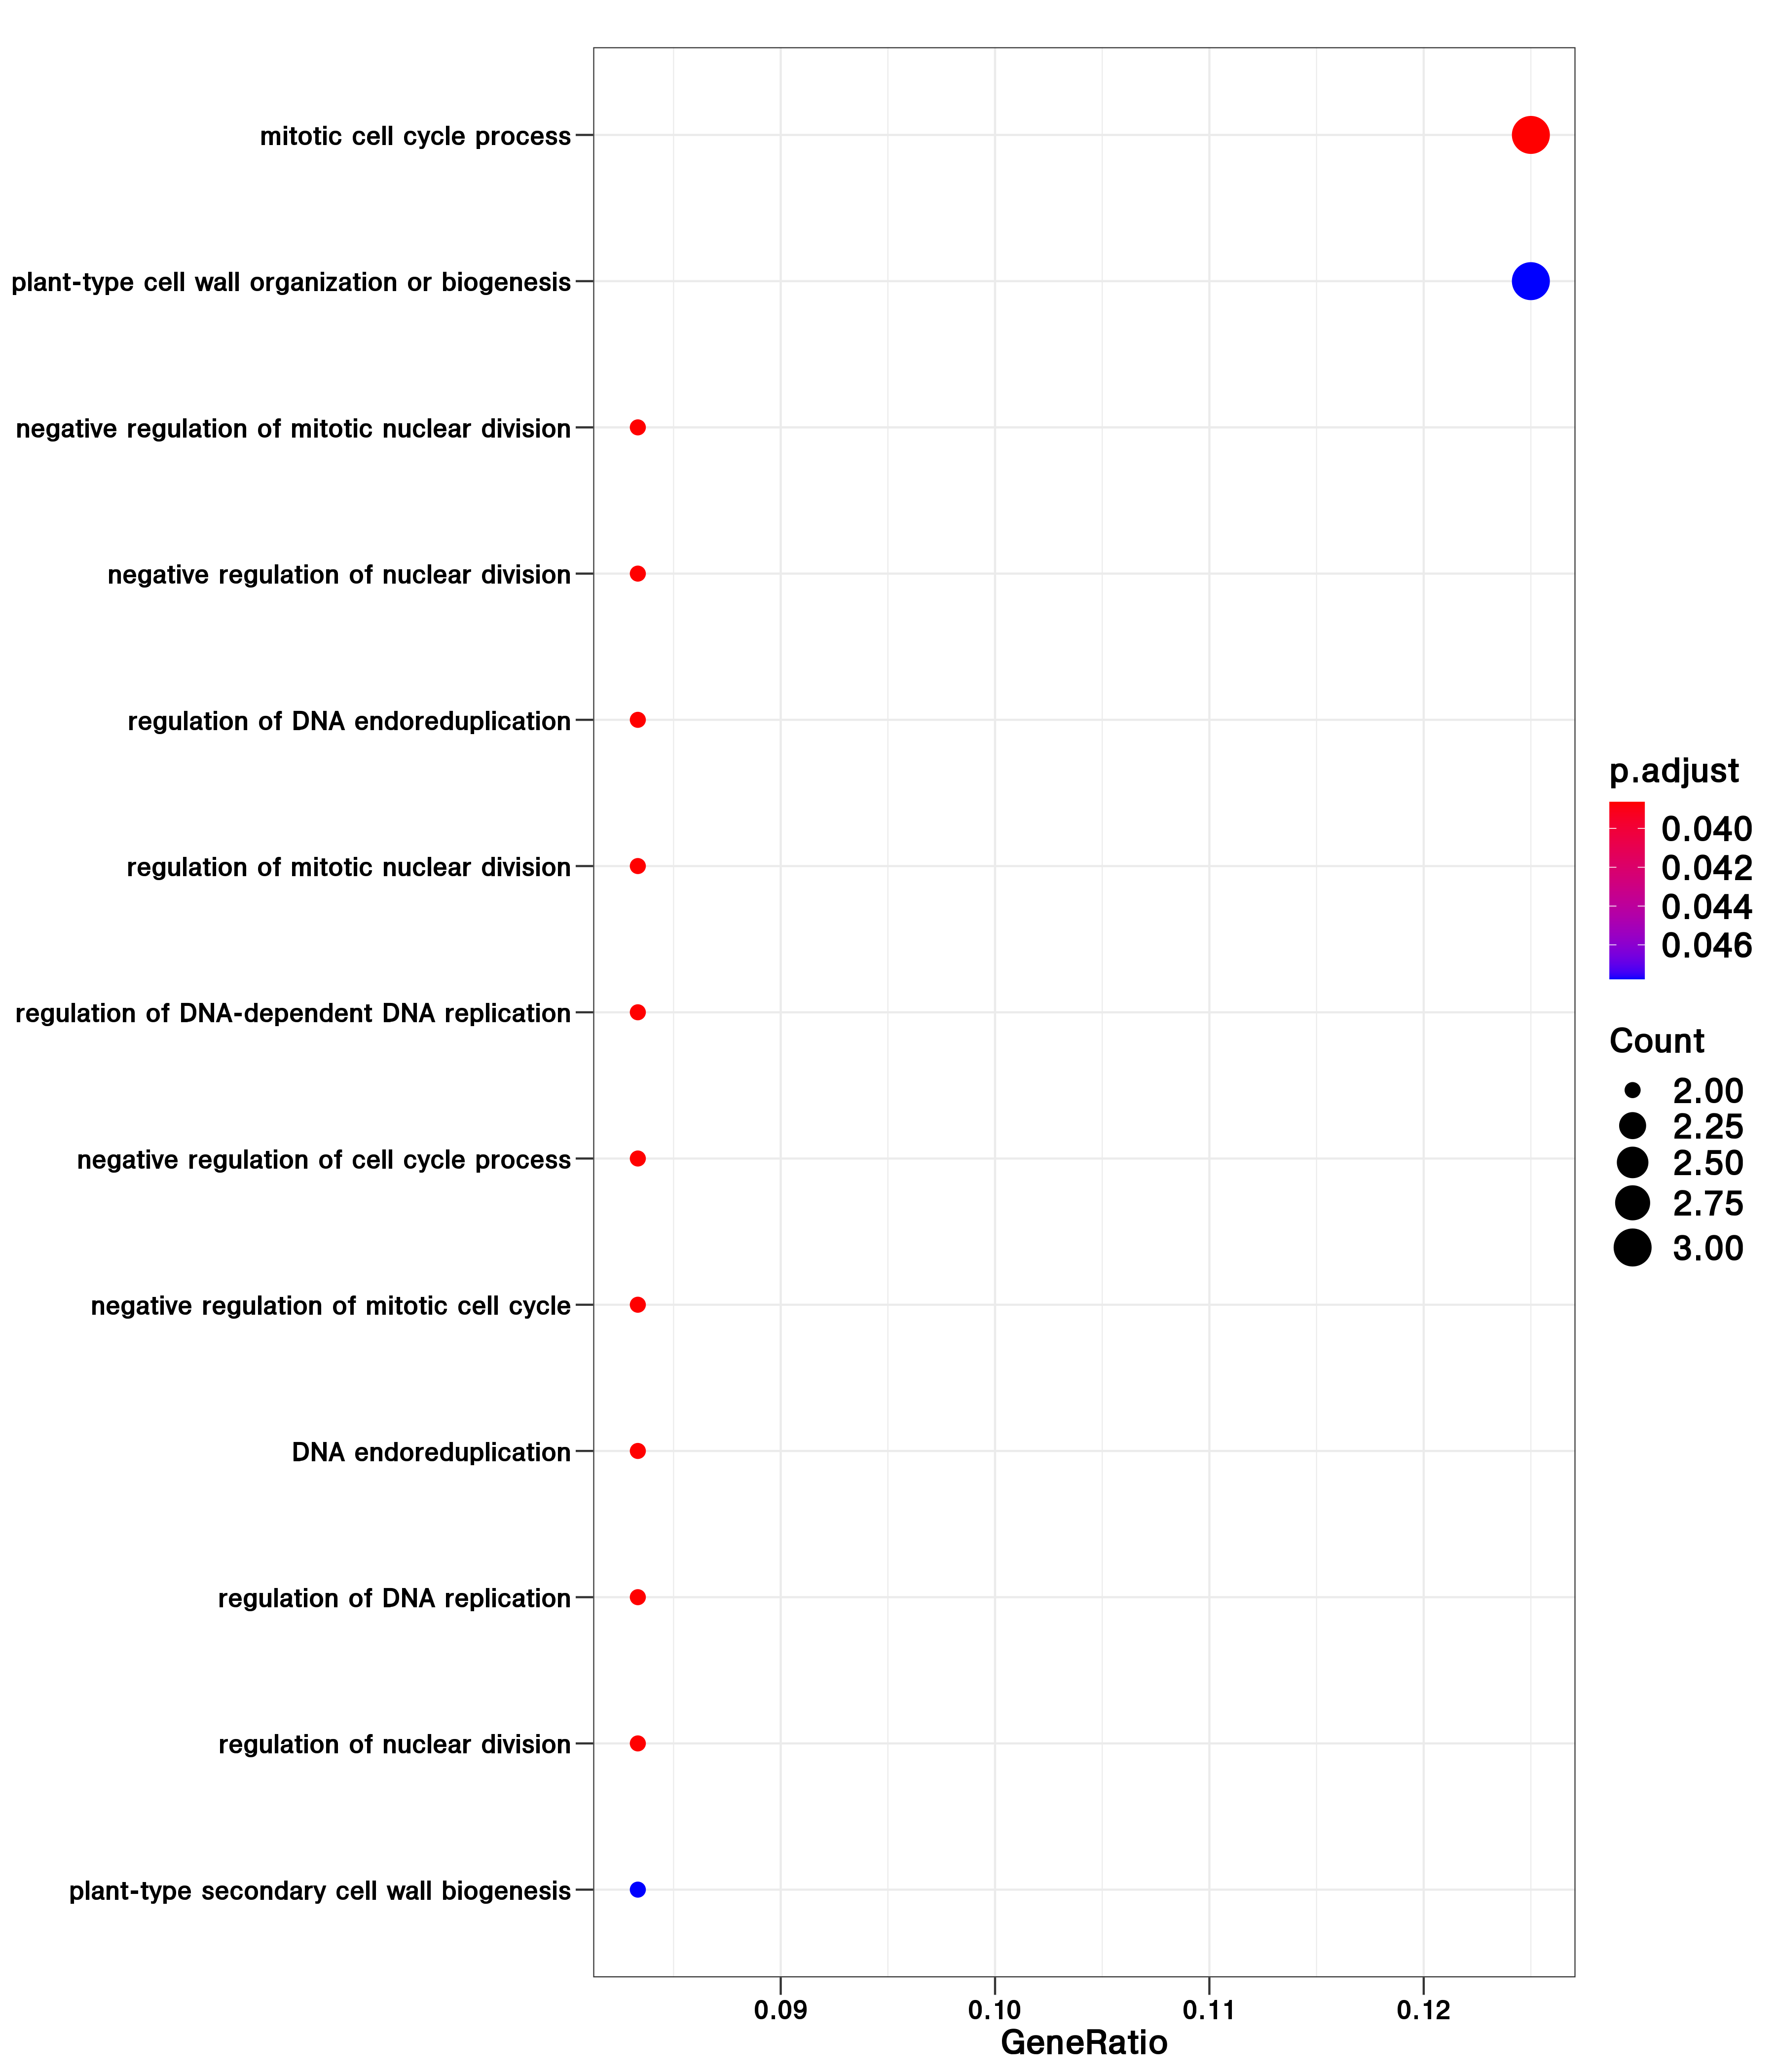 mitotic cell cycle process
plant-type cell wall organization or biogenesis
negative regulation of mitotic nuclear division
negative regulation of nuclear division
regulation of DNA endoreduplication
regulation of mitotic nuclear division
regulation of DNA-dependent DNA replication
negative regulation of cell cycle process
negative regulation of mitotic cell cycle
DNA endoreduplication
regulation of DNA replication
regulation of nuclear division
plant-type secondary cell wall biogenesis
0.09 0.10 0.11 0.12
GeneRatio
p.adjust
0.040
0.042
0.044
0.046
Count
2.00
2.25
2.50
2.75
3.00